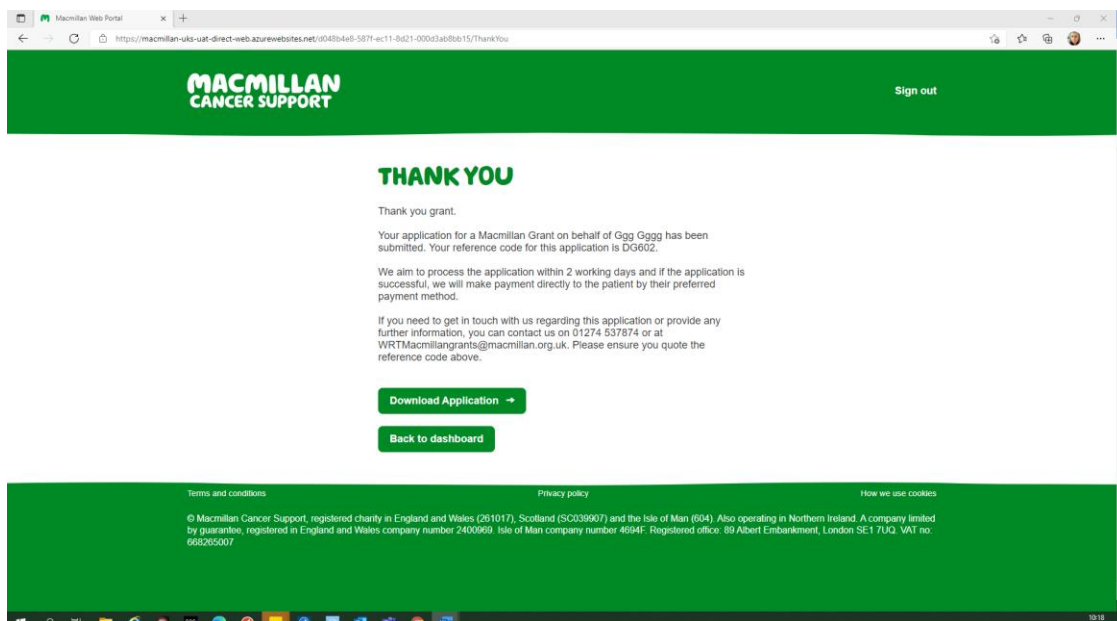 Macmillan Web Portal
https://macmillan-uks-uat-direct-web.azurewebsites.net/d048b4e8-587f-ec11-8d21-000d3ab8bb15/ThankYou
MACMILLAN
CANCER SUPPORT
Sign out
THANK YOU
Thank you grant.
Your application for a Macmillan Grant on behalf of Ggg Gggg has been
submitted. Your reference code for this application is DG602.
We aim to process the application within 2 working days and if the application is
successful, we will make payment directly to the patient by their preferred
payment method.
If you need to get in touch with us regarding this application or provide any
further information, you can contact us on 01274 537874 or at
WRTMacmillangrants@macmillan.org.uk. Please ensure you quote the
reference code above.
Download Application →
Back to dashboard
Terms and conditions
Privacy policy
How we use cookies
© Macmillan Cancer Support, registered charity in England and Wales (261017), Scotland (SC039907) and the Isle of Man (604). Also operating in Northern Ireland. A company limited
by guarantee, registered in England and Wales company number 2400969. Isle of Man company number 4694F. Registered office: 89 Albert Embankment, London SE1 7UQ. VAT no:
668265007
10:18